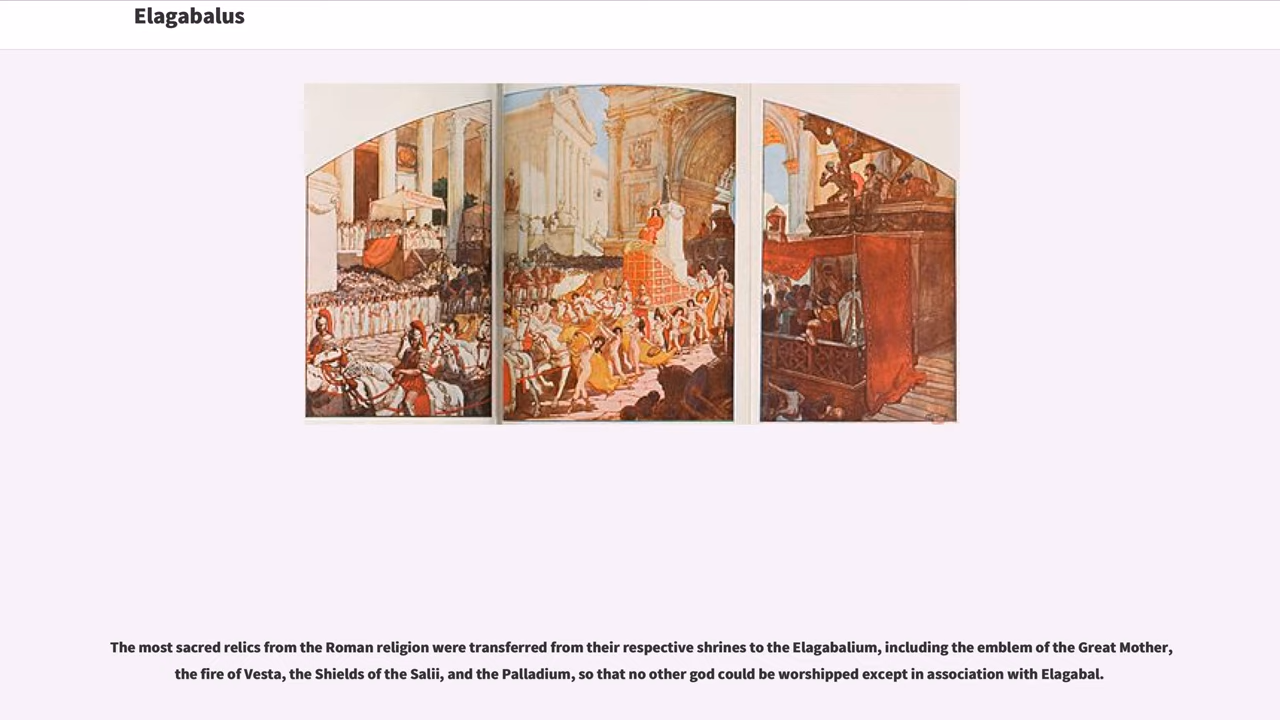 Elagabalus
The most sacred relics from the Roman religion were transferred from their respective shrines to the Elagabalium, including the emblem of the Great Mother,
the fire of Vesta, the Shields of the Salii, and the Palladium, so that no other god could be worshipped except in association with Elagabal.